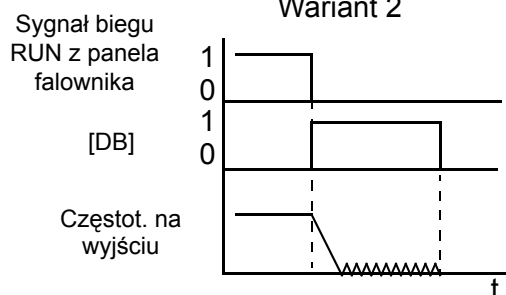 Wariant 2
Sygnał biegu
RUN z panela
falownika
1
0
[DB]
1
0
Częstot. na
wyjściu
t